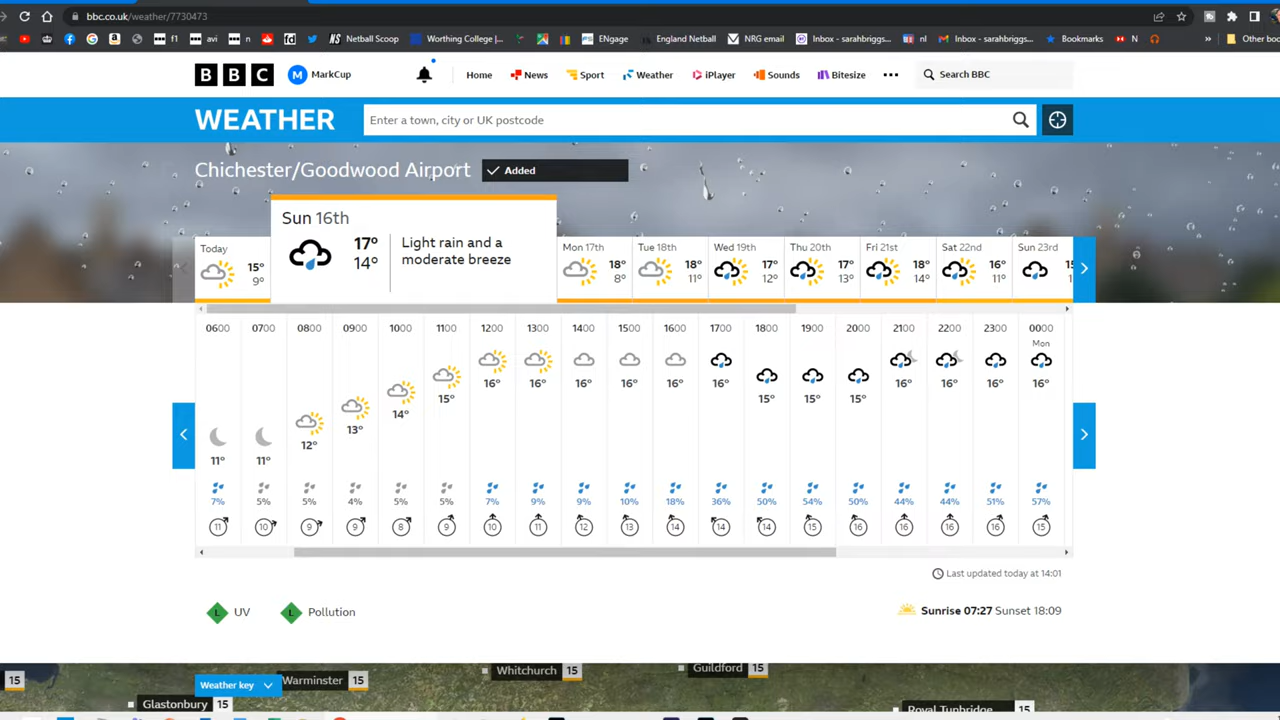 bbc.co.uk/weather/7730473
f1 avi n fd Netball Scoop Worthing College |... ENgage England Netball NRG email Inbox - sarahbriggs... nl Inbox - sarahbriggs... Bookmarks N » Other boo
BBC M MarkCup Home News Sport Weather iPlayer Sounds Bitesize Search BBC
WEATHER Enter a town, city or UK postcode
Chichester/Goodwood Airport Added
Sun 16th
17° 14° Light rain and a
moderate breeze
Today 15° 9°
Mon 17th 18° 8°
Tue 18th 18° 11°
Wed 19th 17° 12°
Thu 20th 17° 13°
Fri 21st 18° 14°
Sat 22nd 16° 11°
Sun 23rd
0600 0700 0800 0900 1000 1100 1200 1300 1400 1500 1600 1700 1800 1900 2000 2100 2200 2300 0000
Mon
11° 11° 12° 13° 14° 15° 16° 16° 16° 16° 16° 16° 15° 15° 15° 16° 16° 16° 16°
7% 5% 5% 4% 5% 5% 7% 9% 9% 10% 18% 36% 50% 54% 50% 44% 44% 51% 57%
11 10 9 9 8 9 10 11 12 13 14 14 14 15 16 16 16 16 15
Last updated today at 14:01
L UV L Pollution Sunrise 07:27 Sunset 18:09
15 Warminster 15 Whitchurch 15 Guildford 15
Weather key
Glastonbury 15 Royal Tunbridge 15